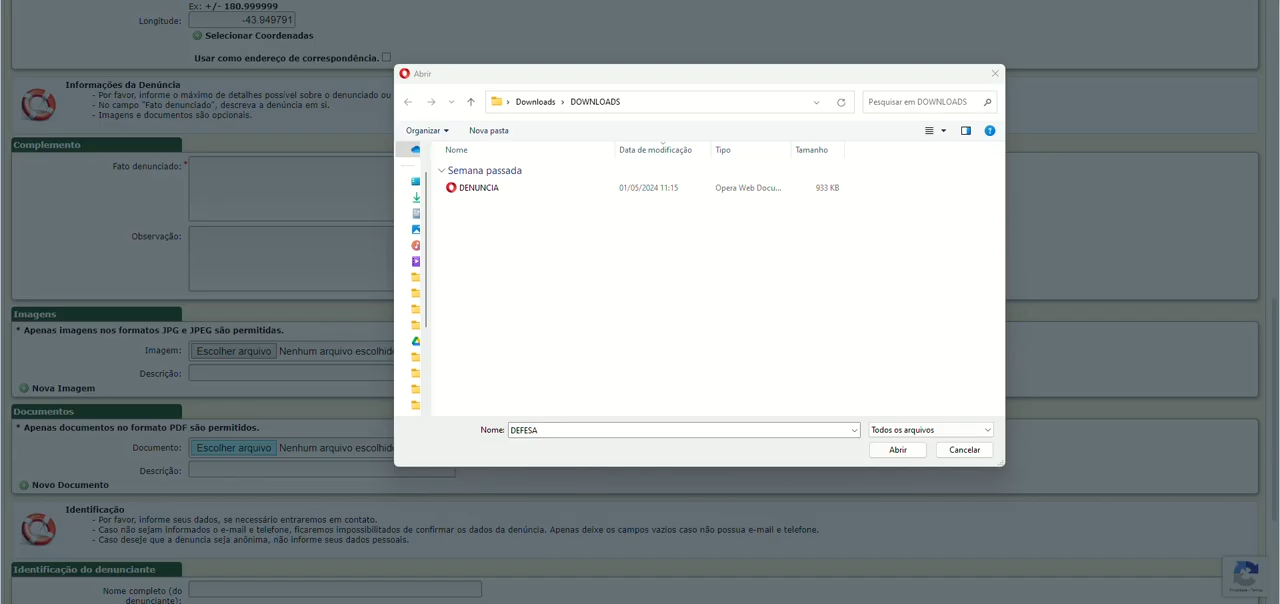 Ex: +/- 180.999999
Longitude:
-43.949791
Selecionar Coordenadas
Usar como endereço de correspondência.
Informações da Denúncia
- Por favor, informe o máximo de detalhes possível sobre o denunciado ou
- No campo "Fato denunciado", descreva a denúncia em si.
- Imagens e documentos são opcionais.
Complemento
Fato denunciado:*
Observação:
Imagens
* Apenas imagens nos formatos JPG e JPEG são permitidas.
Imagem:
Escolher arquivo Nenhum arquivo escolhido
Descrição:
Nova Imagem
Documentos
* Apenas documentos no formato PDF são permitidos.
Documento:
Escolher arquivo Nenhum arquivo escolhido
Descrição:
Novo Documento
Identificação
- Por favor, informe seus dados, se necessário entraremos em contato.
- Caso não sejam informados o e-mail e telefone, ficaremos impossibilitados de confirmar os dados da denúncia. Apenas deixe os campos vazios caso não possua e-mail e telefone.
- Caso deseje que a denuncia seja anônima, não informe seus dados pessoais.
Identificação do denunciante
Nome completo (do
denunciante):
Abrir
Downloads › DOWNLOADS
Pesquisar em DOWNLOADS
Organizar
Nova pasta
Nome
Data de modificação
Tipo
Tamanho
Semana passada
DENUNCIA
01/05/2024 11:15
Opera Web Docu...
933 KB
Nome:
DEFESA
Todos os arquivos
Abrir
Cancelar